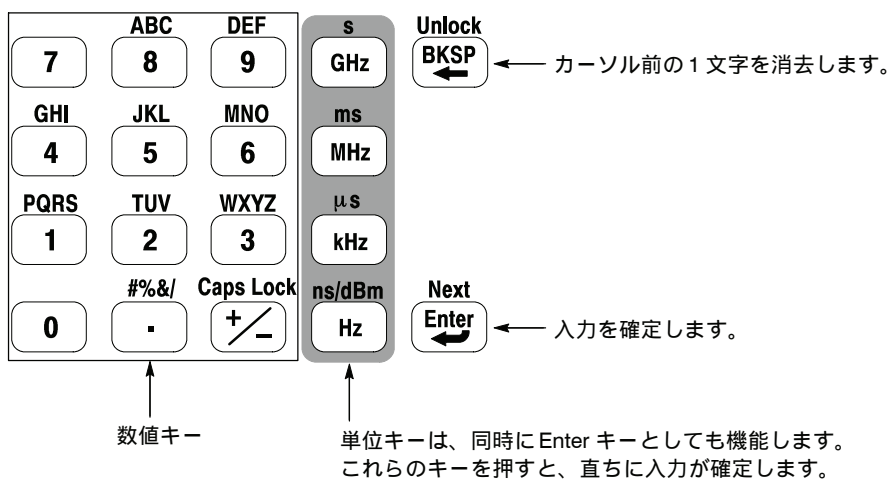 ABC DEF s Unlock
7 8 9 GHz BKSP カーソル前の1文字を消去します。
GHI JKL MNO ms
4 5 6 MHz
PQRS TUV WXYZ μs
1 2 3 kHz
#%&/ Caps Lock ns/dBm Next
0 . +/− Hz Enter 入力を確定します。
数値キー
単位キーは、同時にEnter キーとしても機能します。
これらのキーを押すと、直ちに入力が確定します。